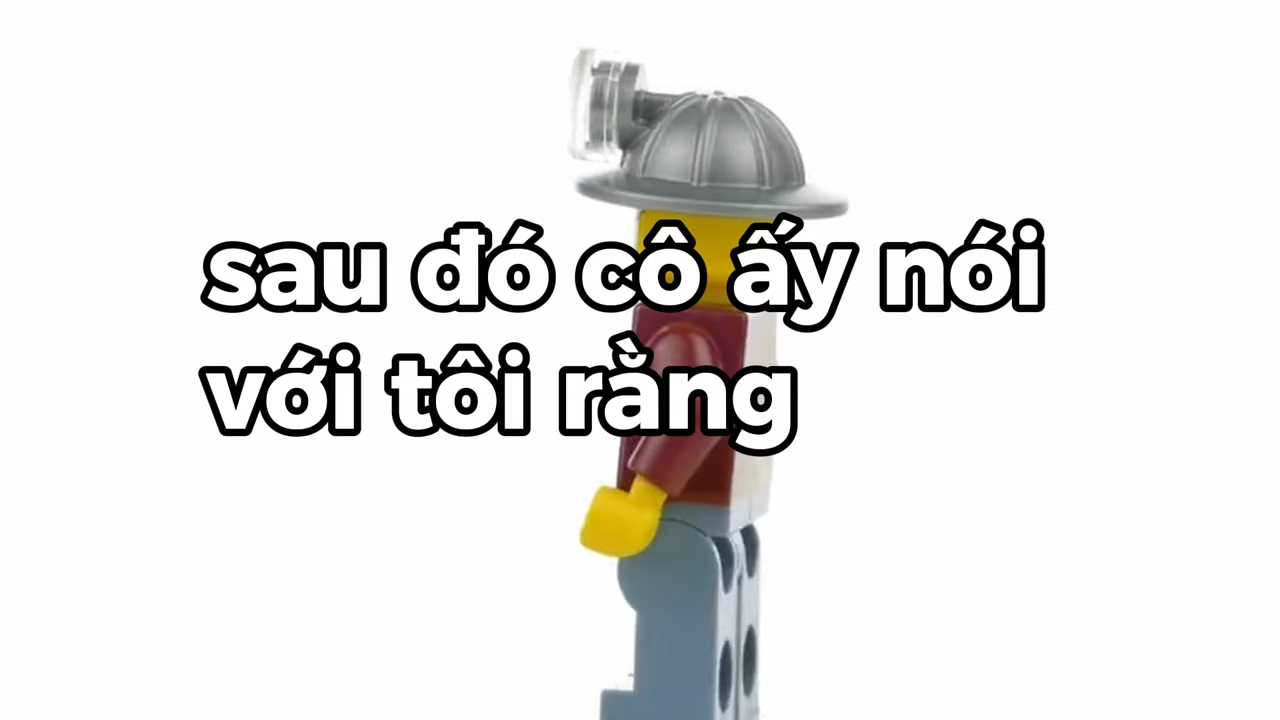 sau đó cô ấy nói
với tôi rằng